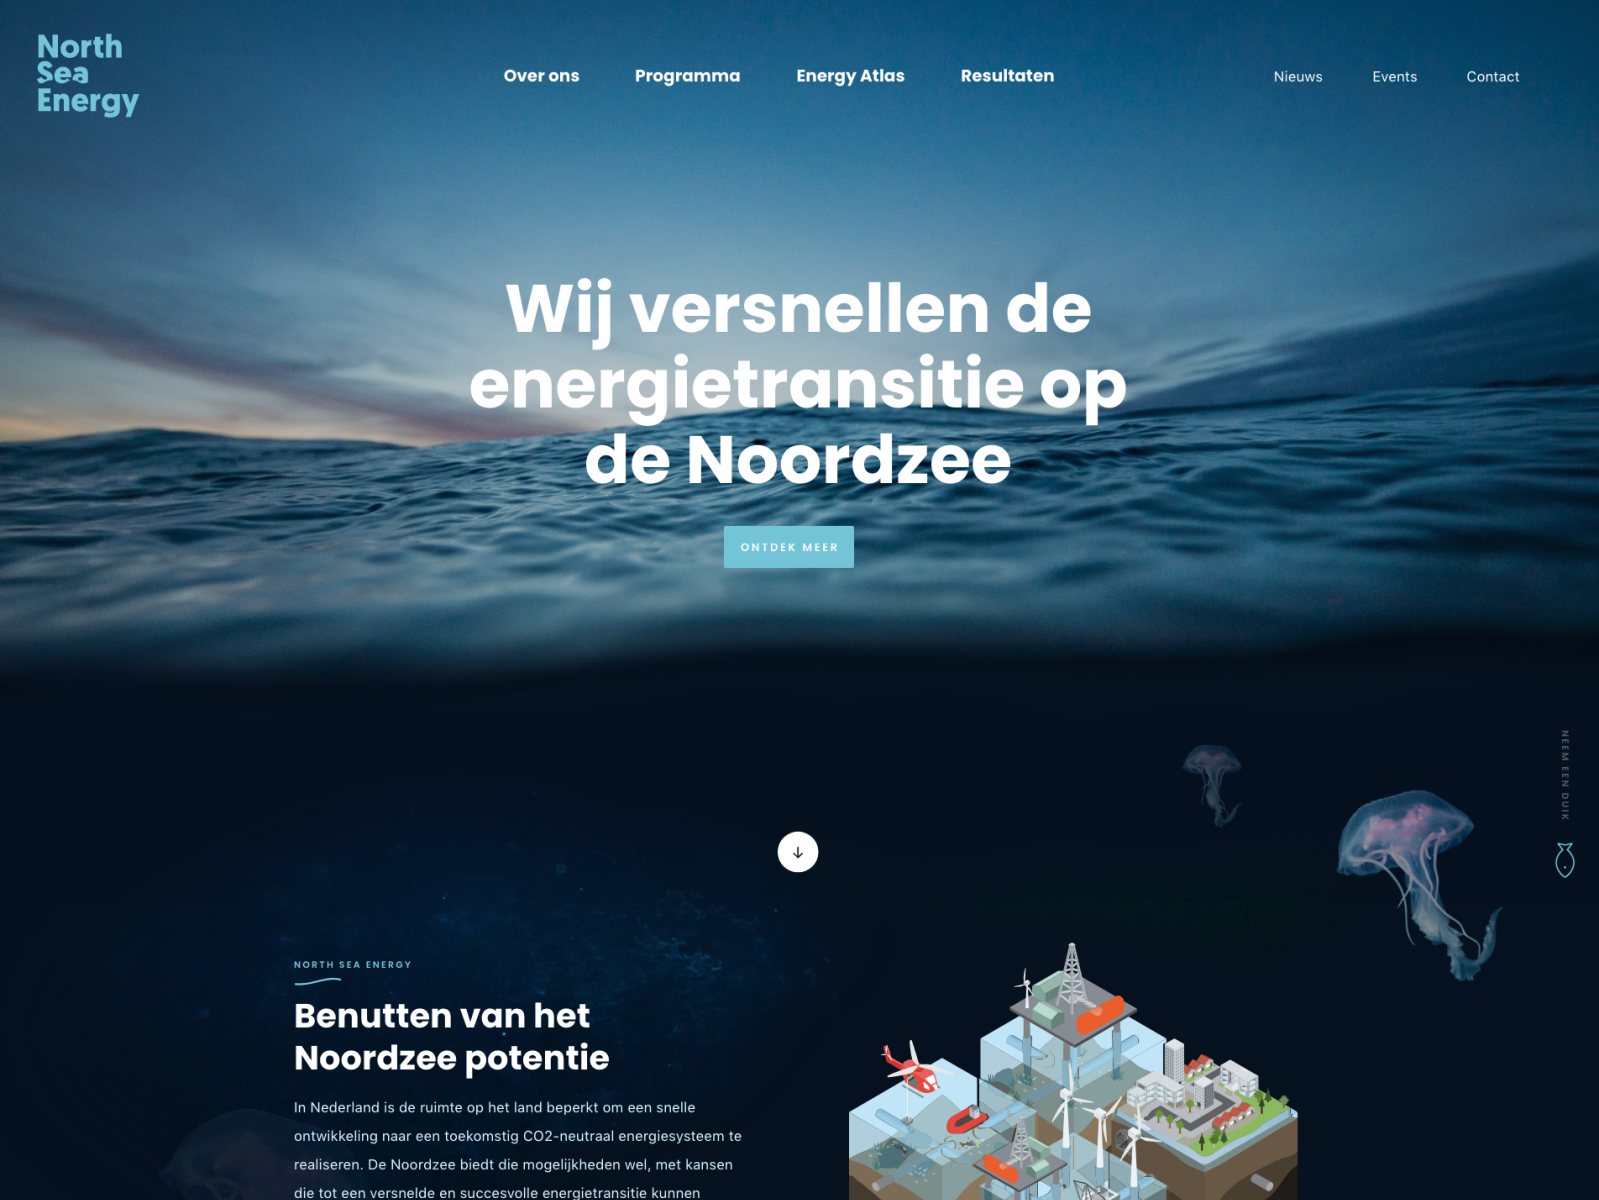 North
Sea
Energy
Over ons
Programma
Energy Atlas
Resultaten
Nieuws
Events
Contact
Wij versnellen de
energietransitie op
de Noordzee
ONTDEK MEER
NEEM EEN DUIK
NORTH SEA ENERGY
Benutten van het
Noordzee potentie
In Nederland is de ruimte op het land beperkt om een snelle
ontwikkeling naar een toekomstig CO2-neutraal energiesysteem te
realiseren. De Noordzee biedt die mogelijkheden wel, met kansen
die tot een versnelde en succesvolle energietransitie kunnen